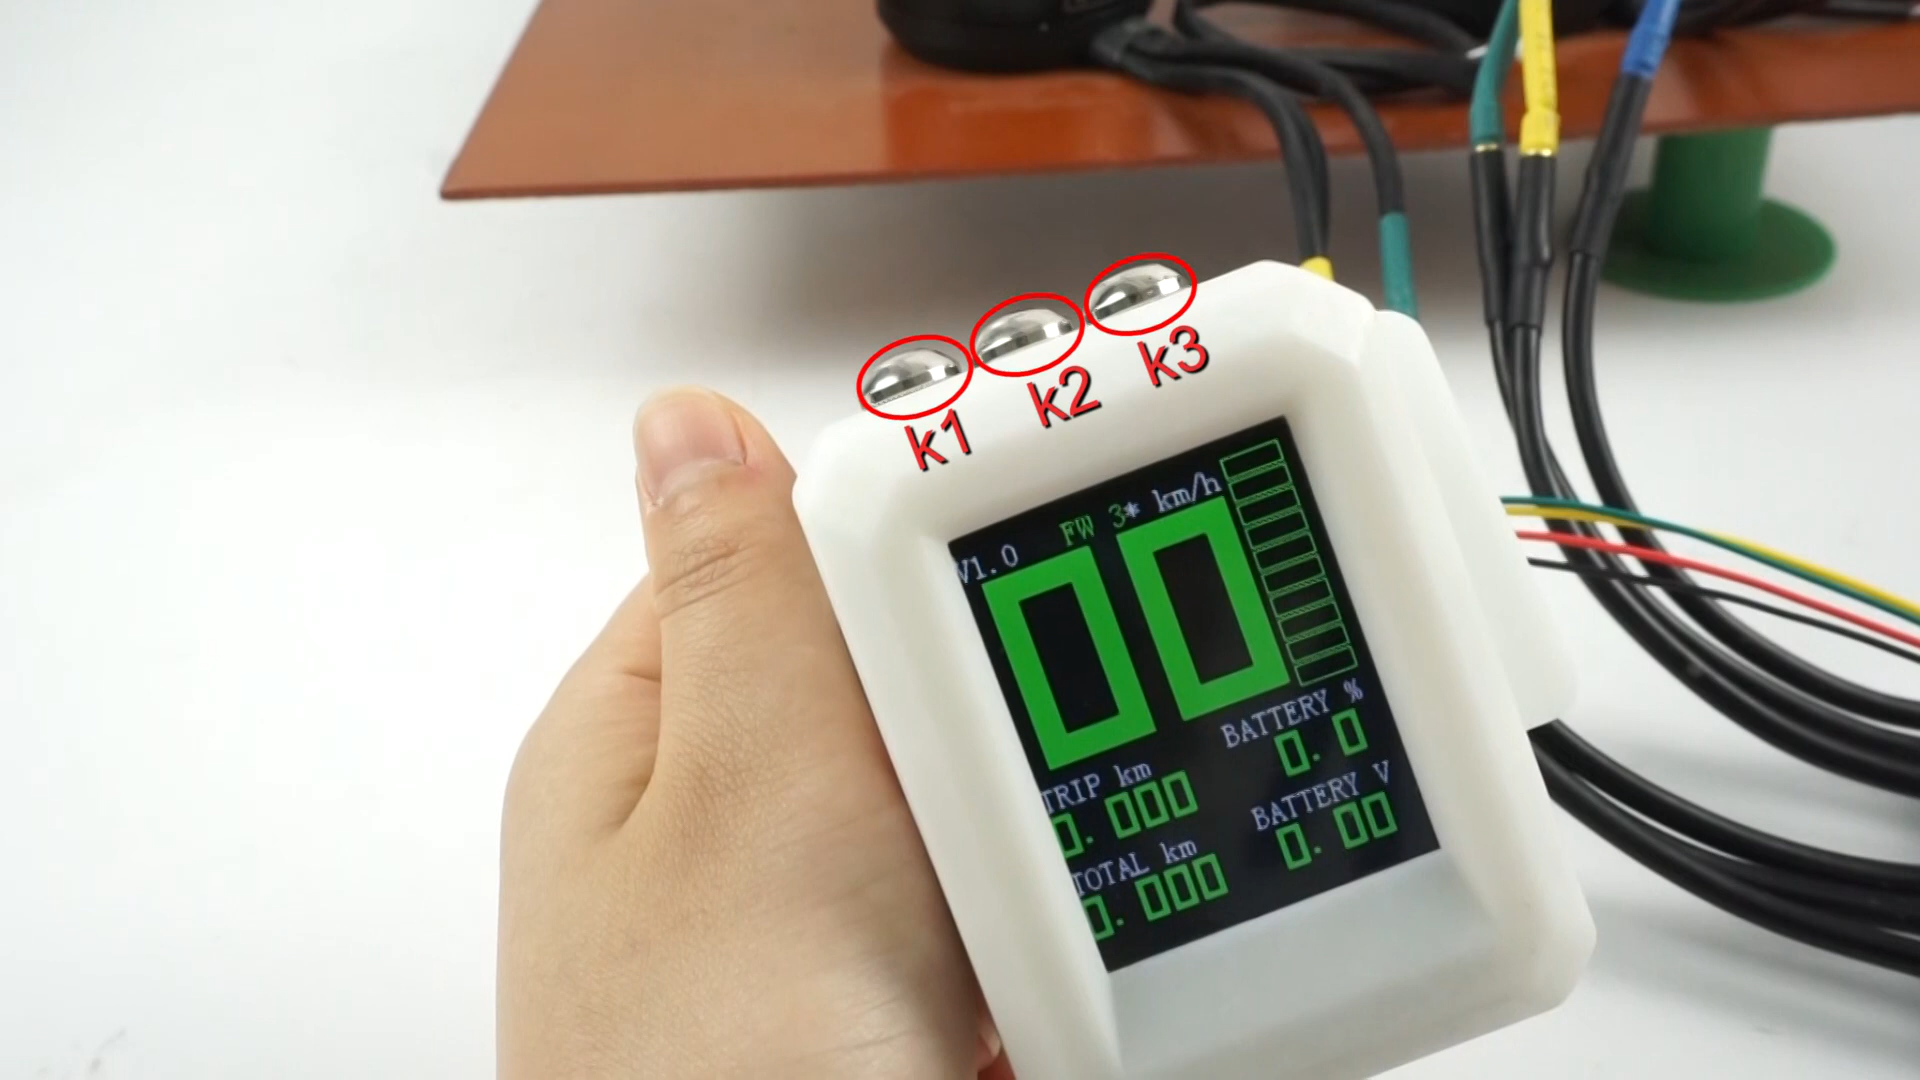 k1 k2 k3
V1.0 FW 3* km/h
00
BATTERY %
0.0
TRIP km
0.000
BATTERY V
0.00
TOTAL km
0.000